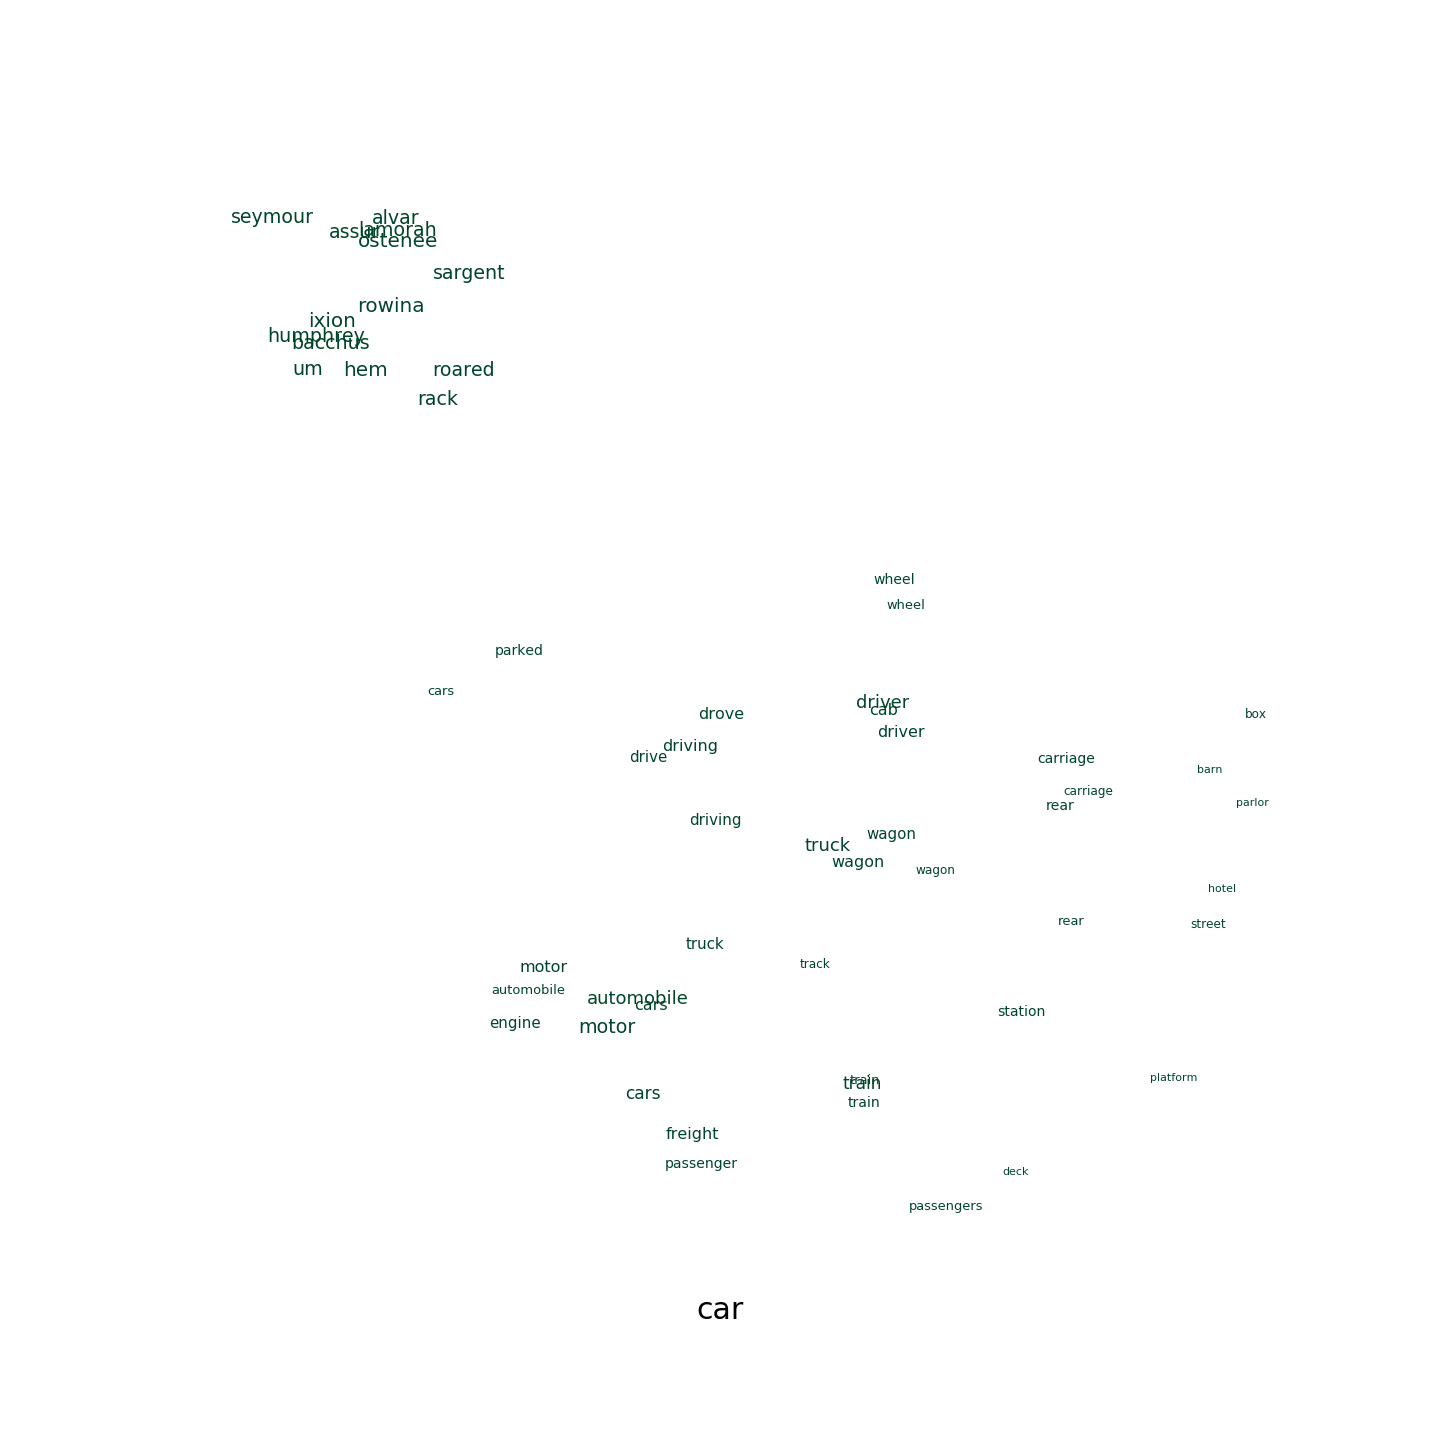 seymour
alvar
lamorah
ostenee
sargent
rowina
ixion
humphrey
bacchus
um
hem
roared
rack
wheel
wheel
parked
cars
drove
driver
cab
driver
box
driving
drive
carriage
barn
carriage
rear
parlor
driving
wagon
truck
wagon
wagon
hotel
rear
street
truck
motor
track
automobile
automobile
cars
engine
motor
station
train
train
train
platform
cars
freight
passenger
deck
passengers
car